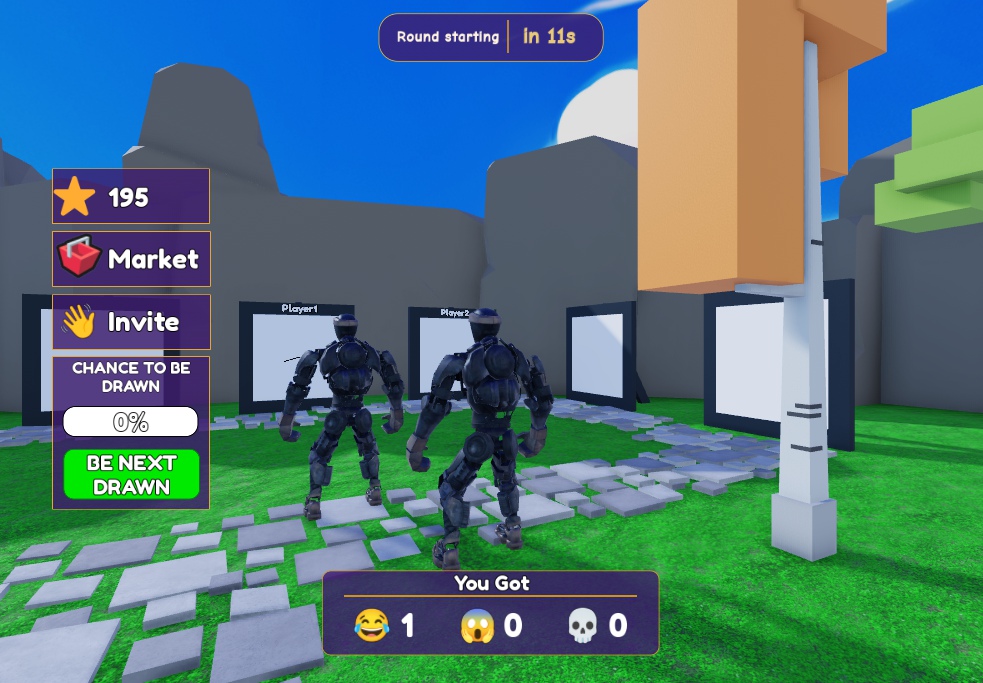 Round starting in 11s
195
Market
Invite
CHANCE TO BE
DRAWN
0%
BE NEXT
DRAWN
Player1
Player2
You Got
1 0 0